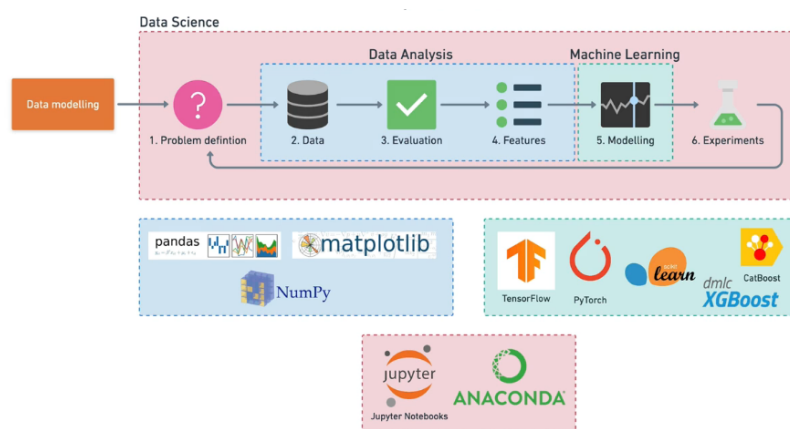 Data Science
Data Analysis
Machine Learning
Data modelling
?
1. Problem defintion
2. Data
3. Evaluation
4. Features
5. Modelling
6. Experiments
pandas
matplotlib
NumPy
TensorFlow
PyTorch
learn
CatBoost
dmlc
XGBoost
jupyter
Jupyter Notebooks
ANACONDA